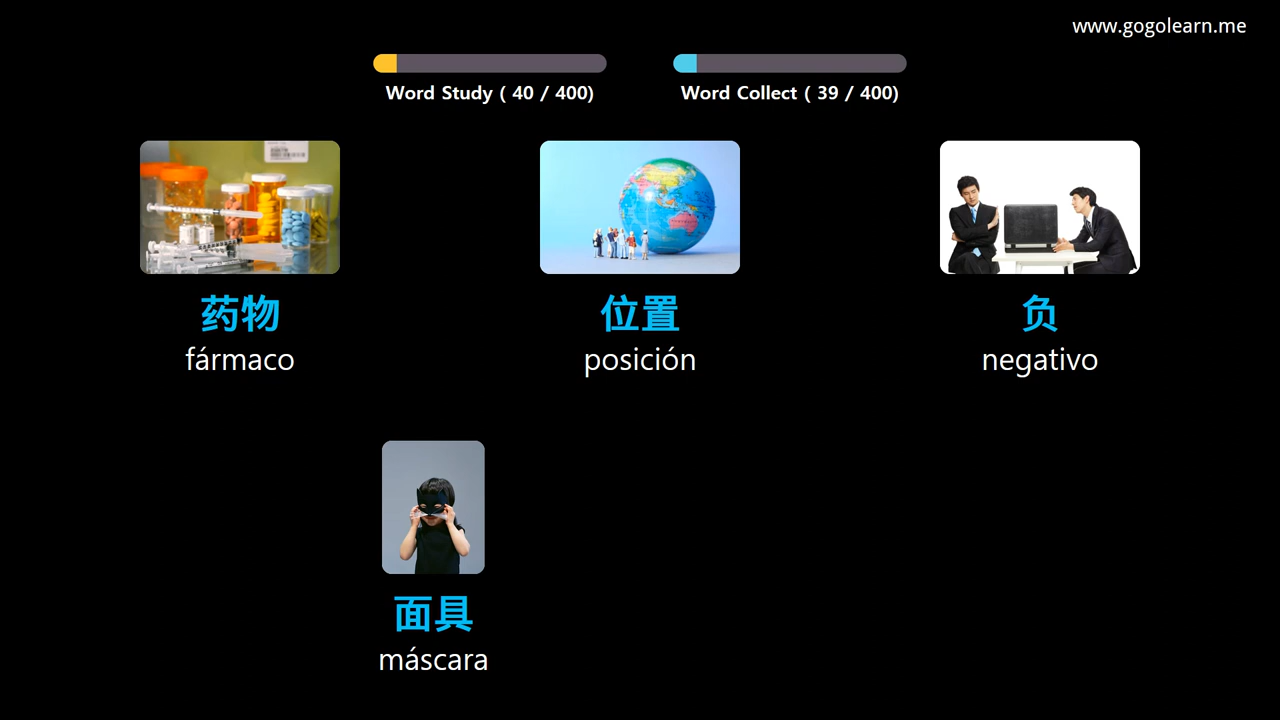 www.gogolearn.me
Word Study ( 40 / 400)
Word Collect ( 39 / 400)
药物
fármaco
位置
posición
负
negativo
面具
máscara